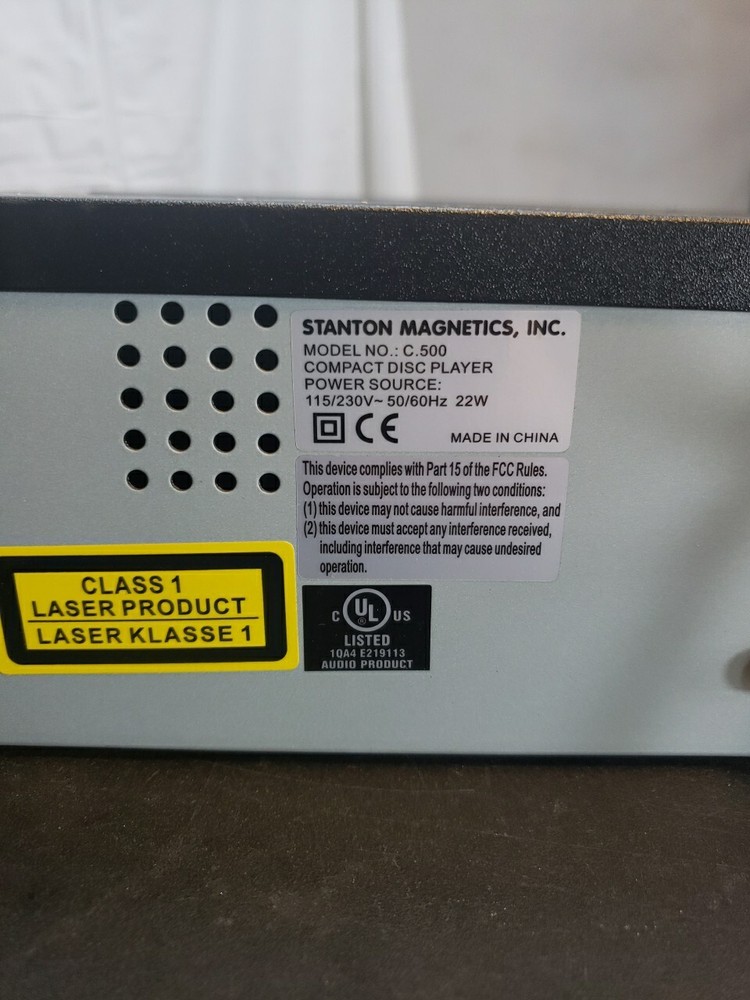 STANTON MAGNETICS, INC.
MODEL NO.: C.500
COMPACT DISC PLAYER
POWER SOURCE:
115/230V~ 50/60Hz 22W
CE
MADE IN CHINA
This device complies with Part 15 of the FCC Rules.
Operation is subject to the following two conditions:
(1) this device may not cause harmful interference, and
(2) this device must accept any interference received,
including interference that may cause undesired
operation.
CLASS 1
LASER PRODUCT
LASER KLASSE 1
C UL US
®
LISTED
10A4 E219113
AUDIO PRODUCT